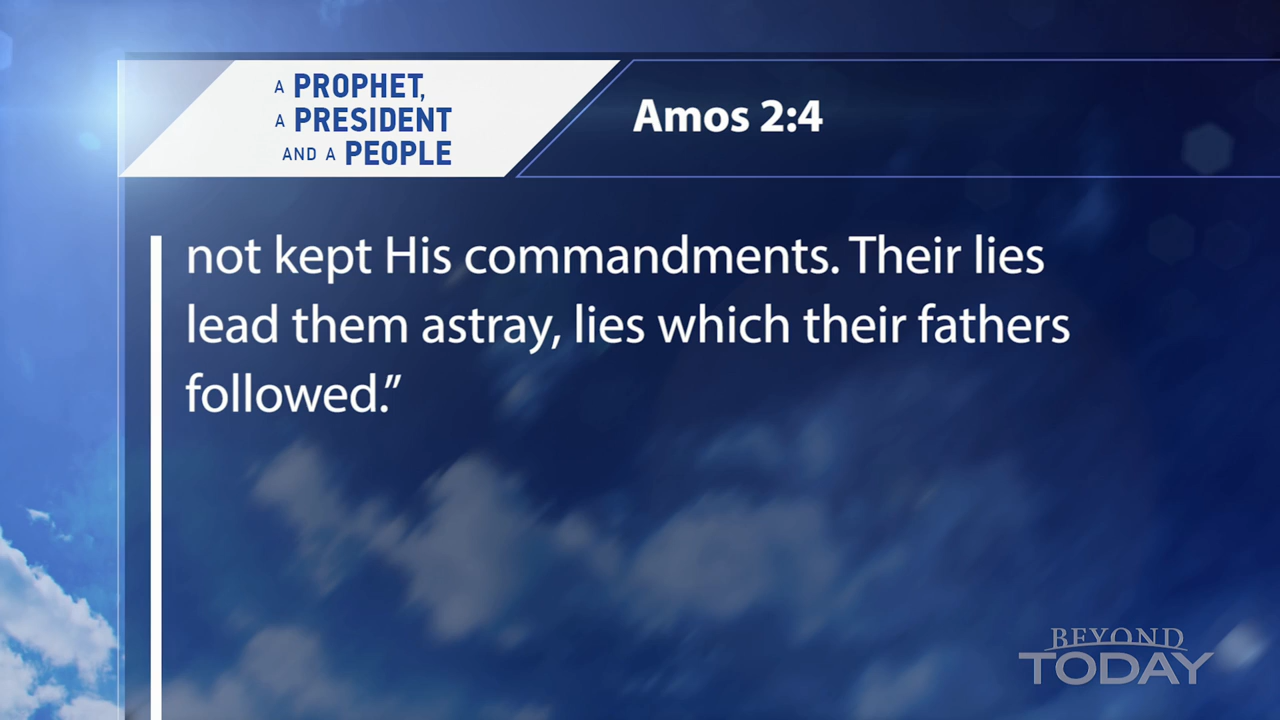 A PROPHET,
A PRESIDENT
AND A PEOPLE
Amos 2:4
not kept His commandments. Their lies
lead them astray, lies which their fathers
followed.”
BEYOND
TODAY